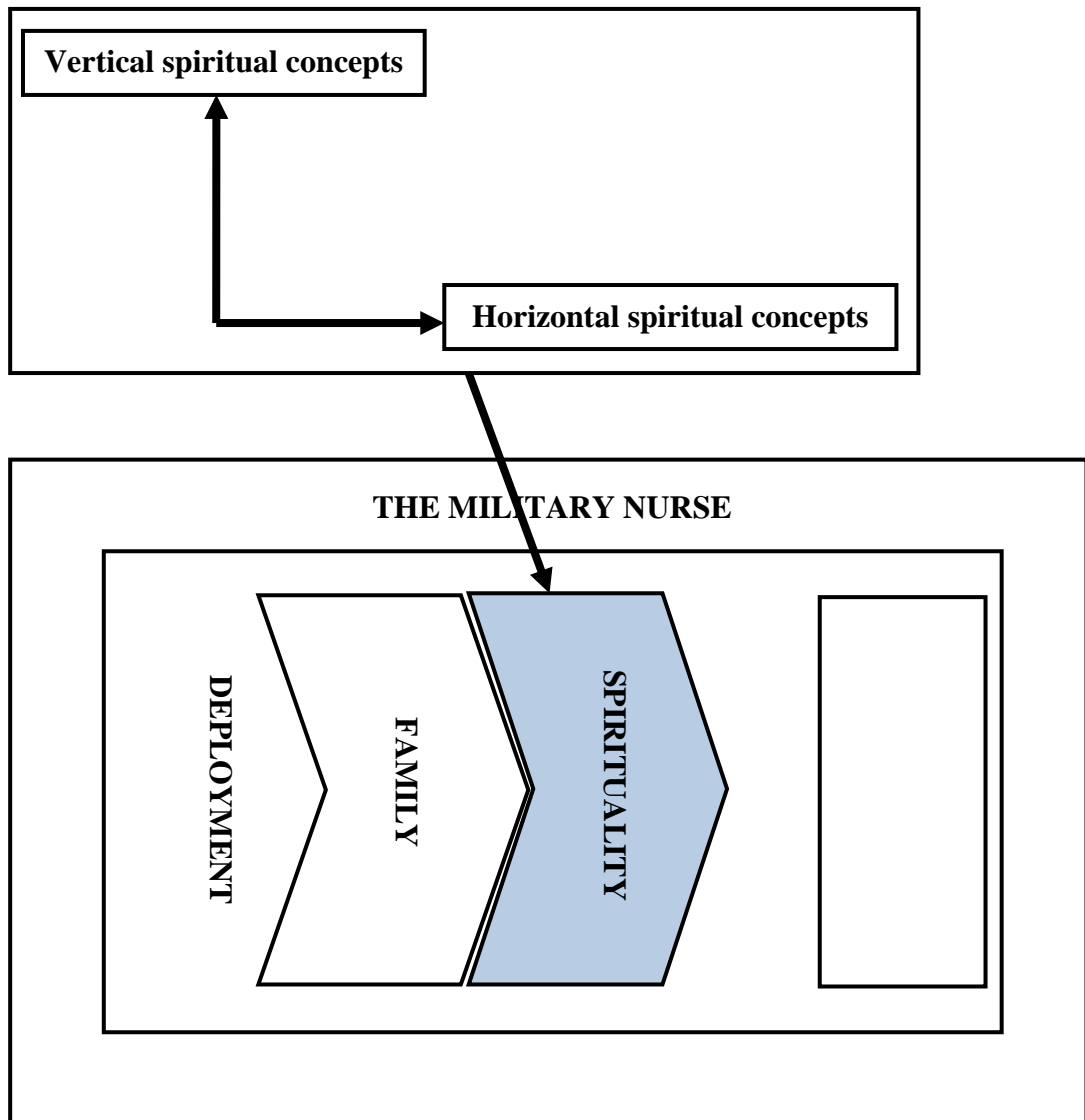 Vertical spiritual concepts
Horizontal spiritual concepts
THE MILITARY NURSE
DEPLOYMENT
FAMILY
SPIRITUALITY